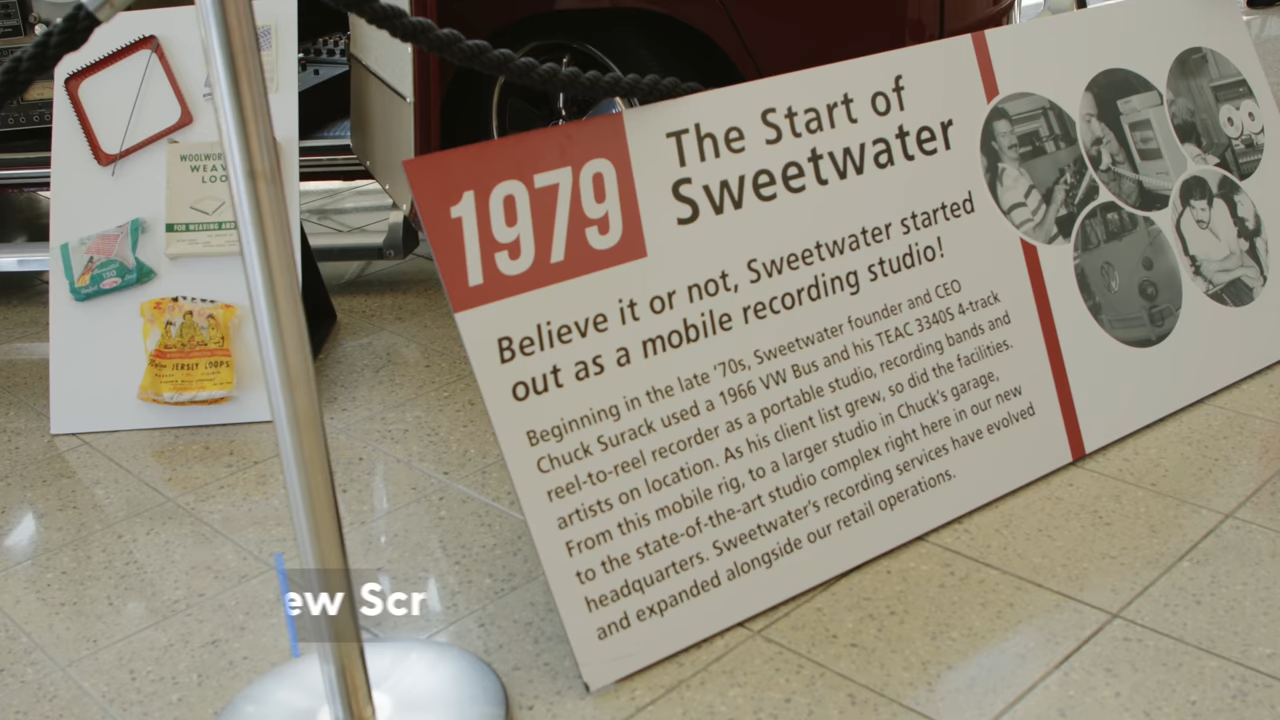 WOOLWOR
WEAV
LOO
FOR WEAVING AND
150
JERSEY LOOPS
1979
The Start of
Sweetwater
Believe it or not, Sweetwater started
out as a mobile recording studio!
Beginning in the late '70s, Sweetwater founder and CEO
Chuck Surack used a 1966 VW Bus and his TEAC 3340S 4-track
reel-to-reel recorder as a portable studio, recording bands and
artists on location. As his client list grew, so did the facilities.
From this mobile rig, to a larger studio in Chuck's garage,
to the state-of-the-art studio complex right here in our new
headquarters. Sweetwater's recording services have evolved
and expanded alongside our retail operations.
ew Scr